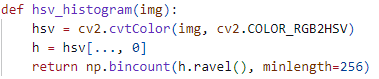 def hsv_histogram(img):
    hsv = cv2.cvtColor(img, cv2.COLOR_RGB2HSV)
    h = hsv[..., 0]
    return np.bincount(h.ravel(), minlength=256)